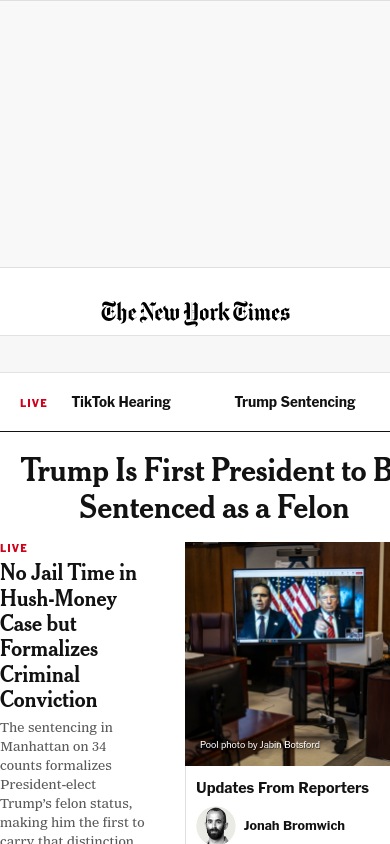 The New York Times
LIVE
TikTok Hearing
Trump Sentencing
Trump Is First President to B
Sentenced as a Felon
LIVE
No Jail Time in
Hush-Money
Case but
Formalizes
Criminal
Conviction
The sentencing in
Manhattan on 34
counts formalizes
President-elect
Trump’s felon status,
making him the first to
carry that distinction
Pool photo by Jabin Botsford
Updates From Reporters
Jonah Bromwich